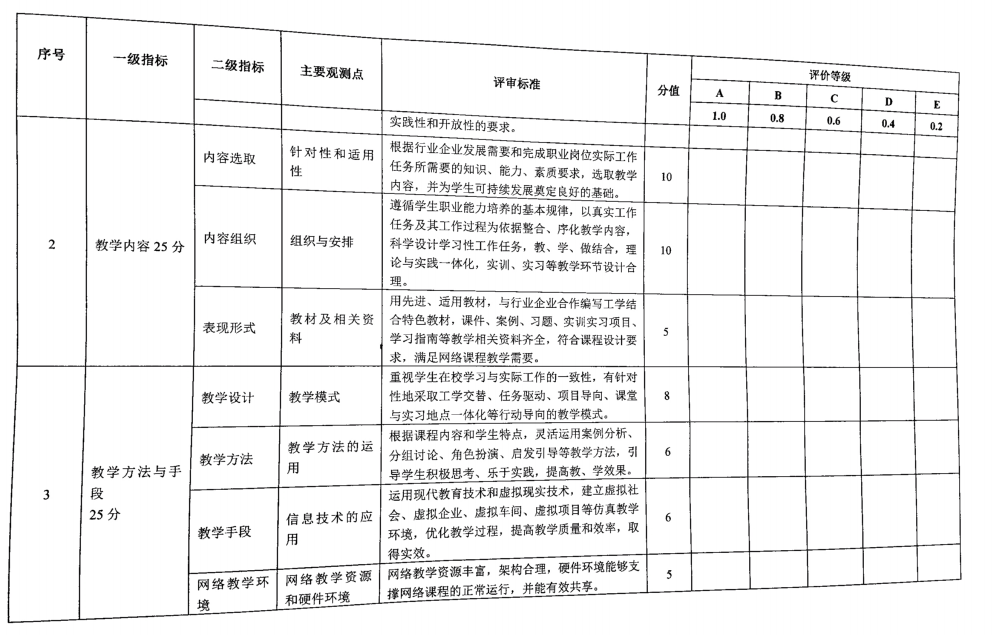 序号
一级指标
二级指标
主要观测点
评审标准
分值
评价等级
A
B
C
D
E
1.0
0.8
0.6
0.4
0.2
实践性和开放性的要求。
2
教学内容 25 分
内容选取
针对性和适用
性
根据行业企业发展需要和完成职业岗位实际工作
任务所需要的知识、能力、素质要求，选取教学
内容，并为学生可持续发展奠定良好的基础。
10
内容组织
组织与安排
遵循学生职业能力培养的基本规律，以真实工作
任务及其工作过程为依据整合、序化教学内容，
科学设计学习性工作任务，教、学、做结合，理
论与实践一体化，实训、实习等教学环节设计合
理。
10
表现形式
教材及相关资
料
用先进、适用教材，与行业企业合作编写工学结
合特色教材，课件、案例、习题、实训实习项目、
学习指南等教学相关资料齐全，符合课程设计要
求，满足网络课程教学需要。
5
3
教学方法与手
段
25 分
教学设计
教学模式
重视学生在校学习与实际工作的一致性，有针对
性地采取工学交替、任务驱动、项目导向、课堂
与实习地点一体化等行动导向的教学模式。
8
教学方法
教学方法的运
用
根据课程内容和学生特点，灵活运用案例分析、
分组讨论、角色扮演、启发引导等教学方法，引
导学生积极思考、乐于实践，提高教、学效果。
6
教学手段
信息技术的应
用
运用现代教育技术和虚拟现实技术，建立虚拟社
会、虚拟企业、虚拟车间、虚拟项目等仿真教学
环境，优化教学过程，提高教学质量和效率，取
得实效。
6
网络教学环
境
网络教学资源
和硬件环境
网络教学资源丰富，架构合理，硬件环境能够支
撑网络课程的正常运行，并能有效共享。
5